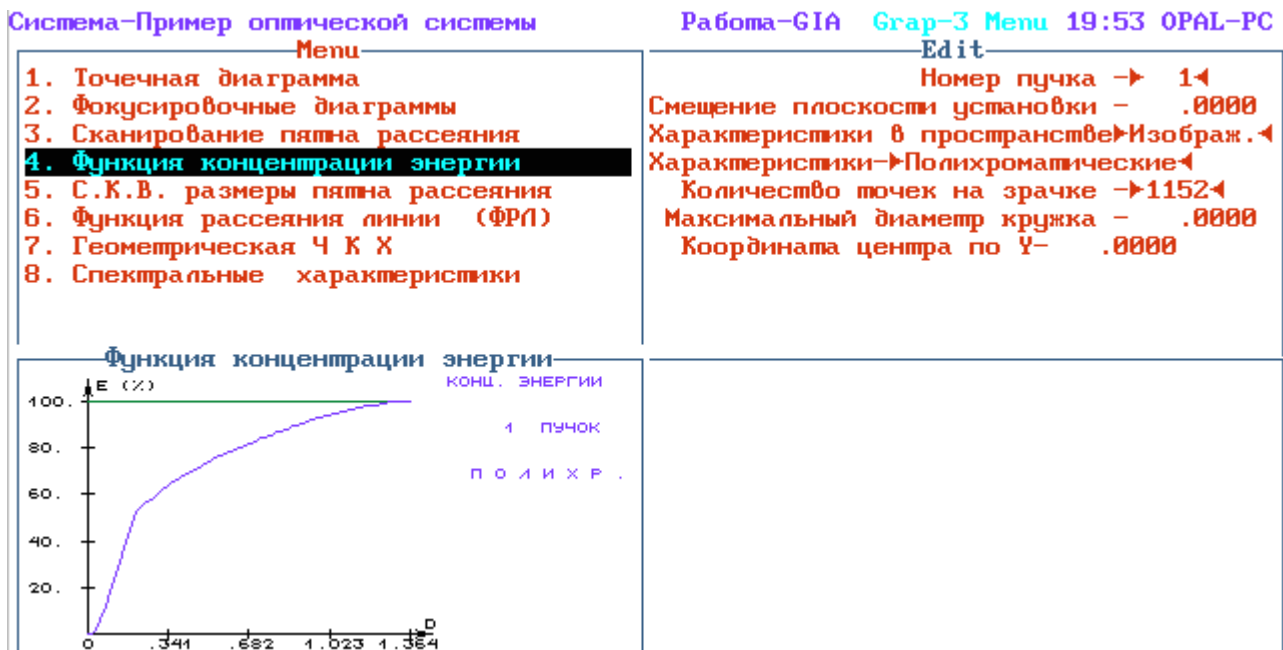 Система-Пример оптической системы Работа-GIA Grap-3 Menu 19:53 OPAL-PC
Menu
1. Точечная диаграмма
2. Фокусировочные диаграммы
3. Сканирование пятна рассеяния
4. Функция концентрации энергии
5. С.К.В. размеры пятна рассеяния
6. Функция рассеяния линии (ФРЛ)
7. Геометрическая Ч К Х
8. Спектральные характеристики
Edit
Номер пучка -► 1◄
Смещение плоскости установки - .0000
Характеристики в пространстве►Изображ.◄
Характеристики-►Полихроматические◄
Количество точек на зрачке -►1152◄
Максимальный диаметр кружка - .0000
Координата центра по Y- .0000
Функция концентрации энергии
E (%)
КОНЦ. ЭНЕРГИИ
100.
1 ПУЧОК
80.
П О Л И Х Р .
60.
40.
20.
D
0 .341 .682 1.023 1.364